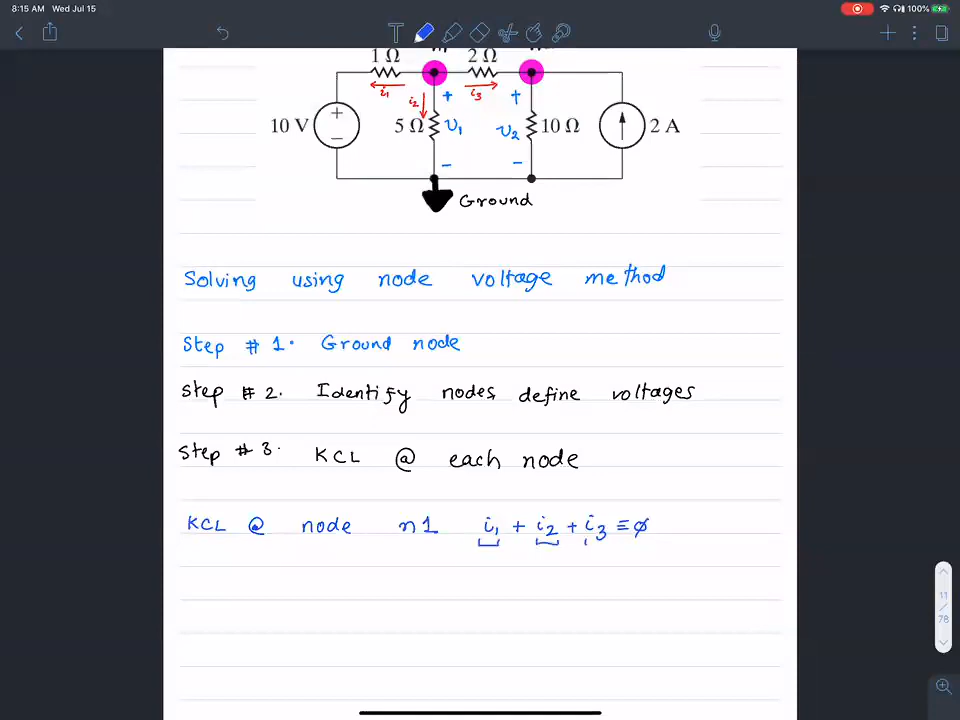 8:15 AM Wed Jul 15 100%
1 Ω 2 Ω
i1 i2 i3
+ +
10 V + − 5 Ω v1 v2 10 Ω 2 A
− −
Ground
Solving using node voltage method
Step # 1. Ground node
Step # 2. Identify nodes define voltages
Step # 3. KCL @ each node
KCL @ node n1 i1 + i2 + i3 ≡ ∅
11
/
78